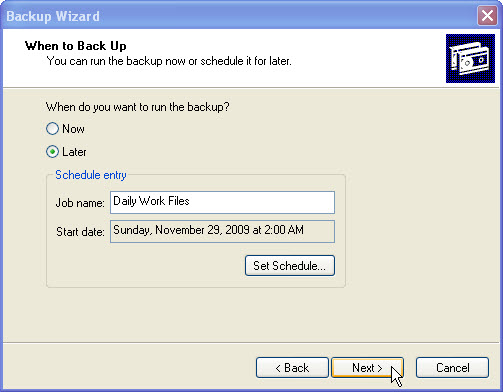 Backup Wizard
When to Back Up
You can run the backup now or schedule it for later.
When do you want to run the backup?
Now
Later
Schedule entry
Job name: Daily Work Files
Start date: Sunday, November 29, 2009 at 2:00 AM
Set Schedule...
< Back Next > Cancel